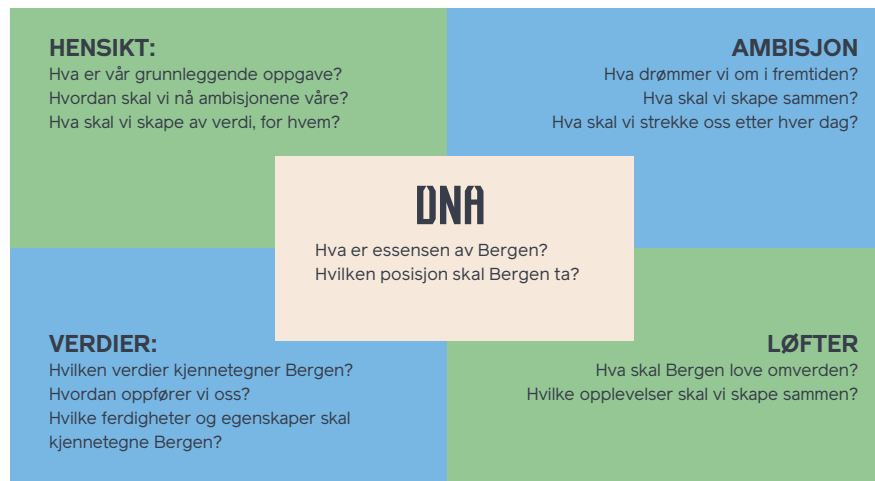 HENSIKT:
Hva er vår grunnleggende oppgave?
Hvordan skal vi nå ambisjonene våre?
Hva skal vi skape av verdi, for hvem?
AMBISJON
Hva drømmer vi om i fremtiden?
Hva skal vi skape sammen?
Hva skal vi strekke oss etter hver dag?
DNA
Hva er essensen av Bergen?
Hvilken posisjon skal Bergen ta?
VERDIER:
Hvilken verdier kjennetegner Bergen?
Hvordan oppfører vi oss?
Hvilke ferdigheter og egenskaper skal
kjennetegne Bergen?
LØFTER
Hva skal Bergen love omverden?
Hvilke opplevelser skal vi skape sammen?